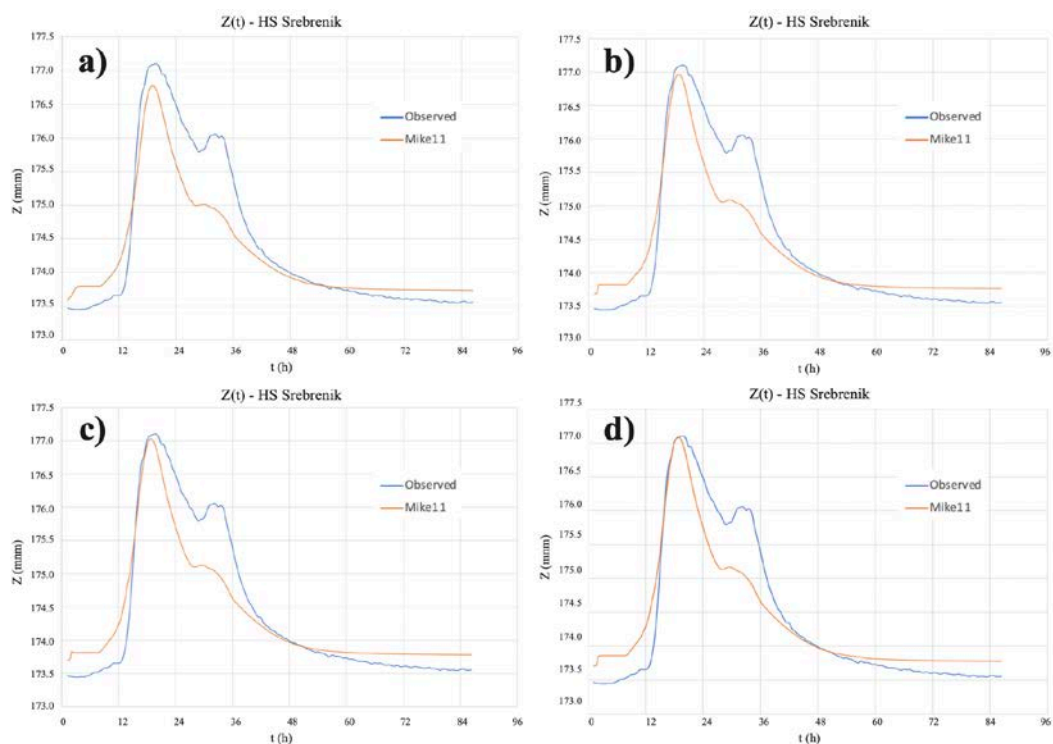 Z(t) - HS Srebrenik
a)
177.5
177.0
176.5
176.0
175.5
175.0
174.5
174.0
173.5
173.0
Z (mnm)
Observed
Mike11
0 12 24 36 48 60 72 84 96
t (h)
Z(t) - HS Srebrenik
b)
177.5
177.0
176.5
176.0
175.5
175.0
174.5
174.0
173.5
173.0
Z (mnm)
Observed
Mike11
0 12 24 36 48 60 72 84 96
t (h)
Z(t) - HS Srebrenik
c)
177.5
177.0
176.5
176.0
175.5
175.0
174.5
174.0
173.5
173.0
Z (mnm)
Observed
Mike11
0 12 24 36 48 60 72 84 96
t (h)
Z(t) - HS Srebrenik
d)
177.5
177.0
176.5
176.0
175.5
175.0
174.5
174.0
173.5
173.0
Z (mnm)
Observed
Mike11
0 12 24 36 48 60 72 84 96
t (h)